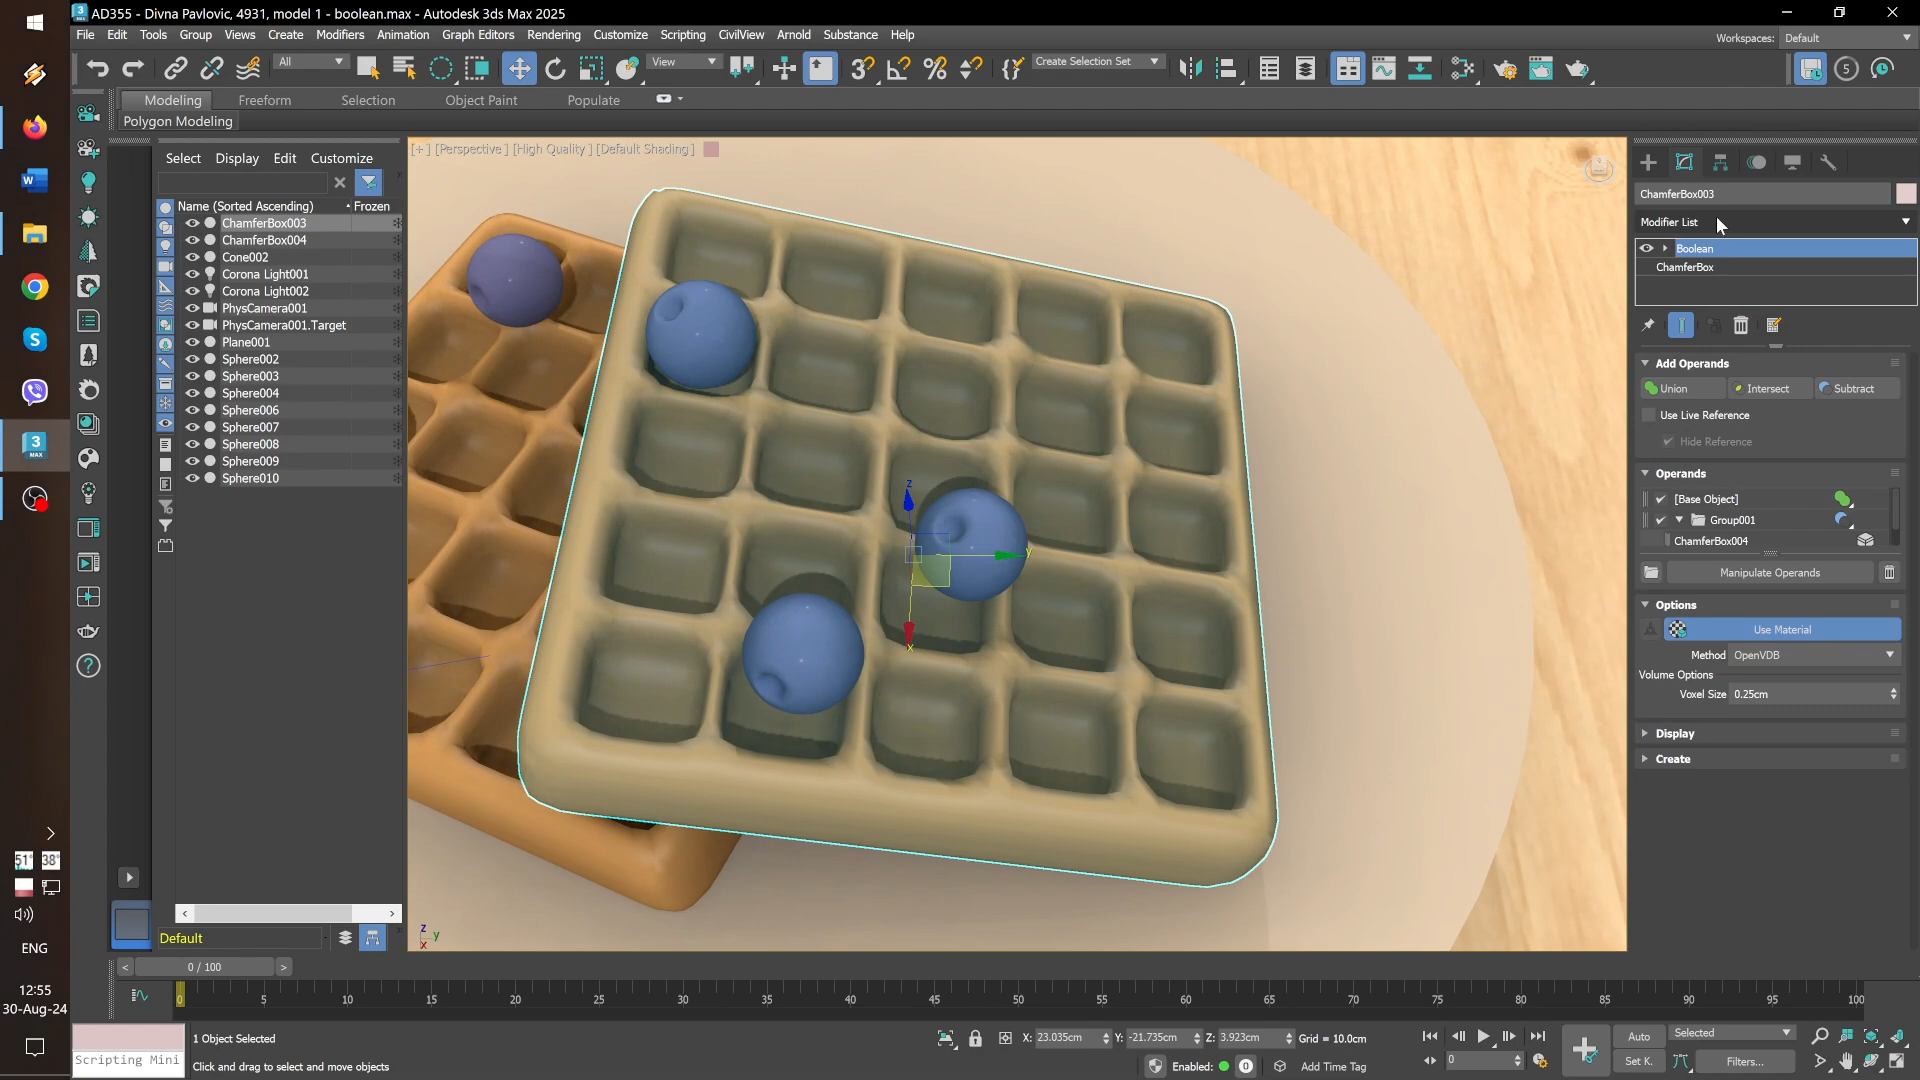 AD355 - Divna Pavlovic, 4931, model 1 - boolean.max - Autodesk 3ds Max 2025
File Edit Tools Group Views Create Modifiers Animation Graph Editors Rendering Customize Scripting CivilView Arnold Substance Help
Workspaces: Default
All
View
Create Selection Set
Modeling Freeform Selection Object Paint Populate
Polygon Modeling
Select Display Edit Customize
Name (Sorted Ascending) Frozen
ChamferBox003
ChamferBox004
Cone002
Corona Light001
Corona Light002
PhysCamera001
PhysCamera001.Target
Plane001
Sphere002
Sphere003
Sphere004
Sphere006
Sphere007
Sphere008
Sphere009
Sphere010
Default
[+] [Perspective] [High Quality] [Default Shading]
z
y
x
z
y
x
ChamferBox003
Modifier List
Boolean
ChamferBox
Add Operands
Union Intersect Subtract
Use Live Reference
Hide Reference
Operands
[Base Object]
Group001
ChamferBox004
Manipulate Operands
Options
Use Material
Method OpenVDB
Volume Options
Voxel Size 0.25cm
Display
Create
51° 38°
ENG
12:55
30-Aug-24
< 0 / 100 >
0 5 10 15 20 25 30 35 40 45 50 55 60 65 70 75 80 85 90 95 100
Scripting Mini
1 Object Selected
Click and drag to select and move objects
X: 23.035cm Y: -21.735cm Z: 3.923cm Grid = 10.0cm
Enabled: 0 Add Time Tag
0
Auto Selected
Set K. Filters...